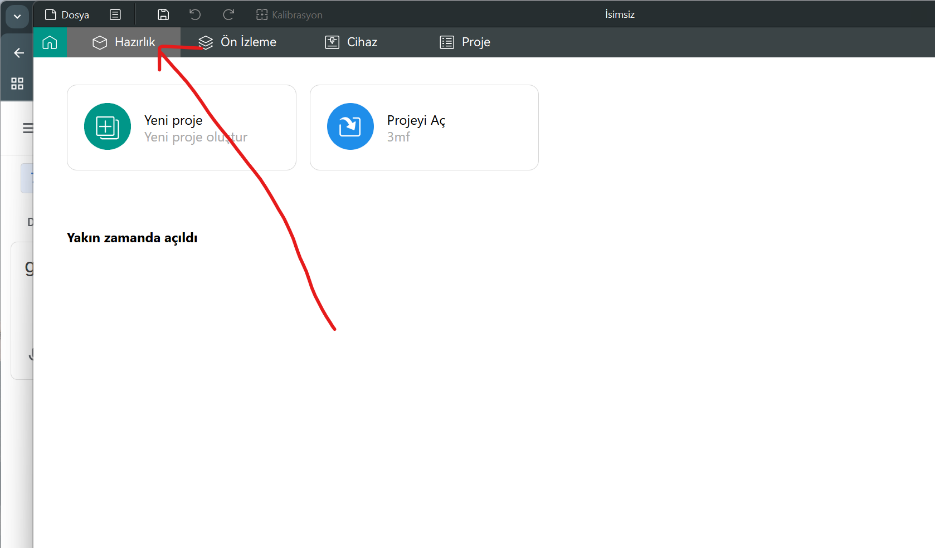 Dosya
Kalibrasyon
İsimsiz
Hazırlık
Ön İzleme
Cihaz
Proje
Yeni proje
Yeni proje oluştur
Projeyi Aç
3mf
Yakın zamanda açıldı